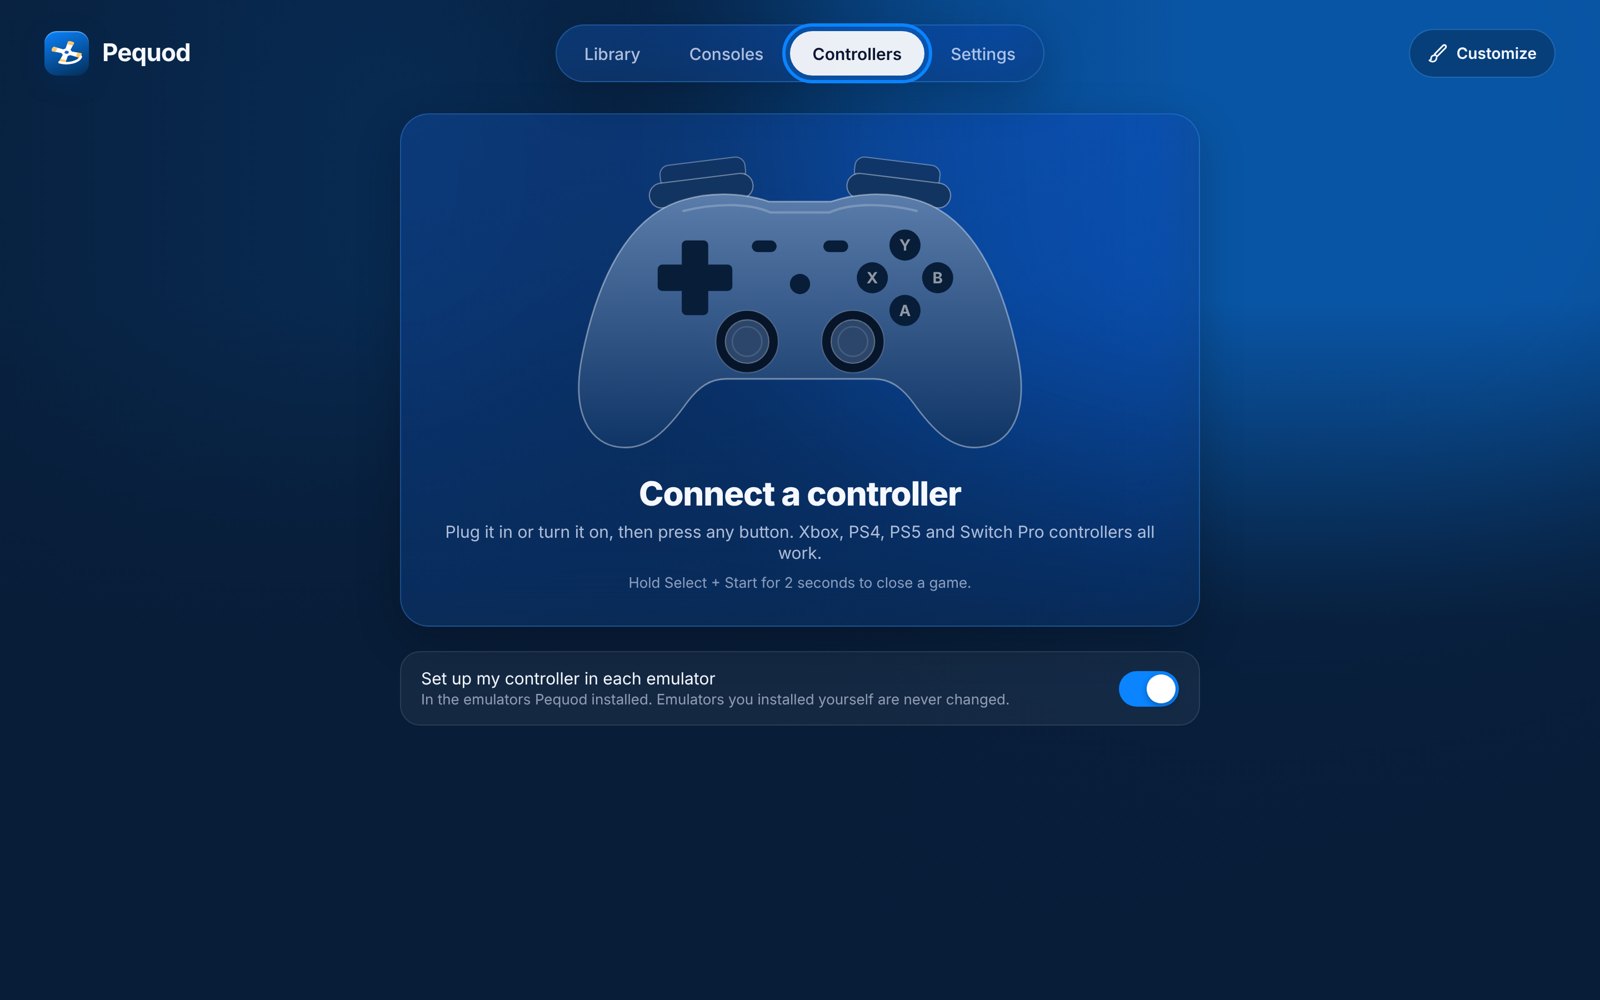 Pequod
Library
Consoles
Controllers
Settings
Customize
Y
X
B
A
Connect a controller
Plug it in or turn it on, then press any button. Xbox, PS4, PS5 and Switch Pro controllers all
work.
Hold Select + Start for 2 seconds to close a game.
Set up my controller in each emulator
In the emulators Pequod installed. Emulators you installed yourself are never changed.